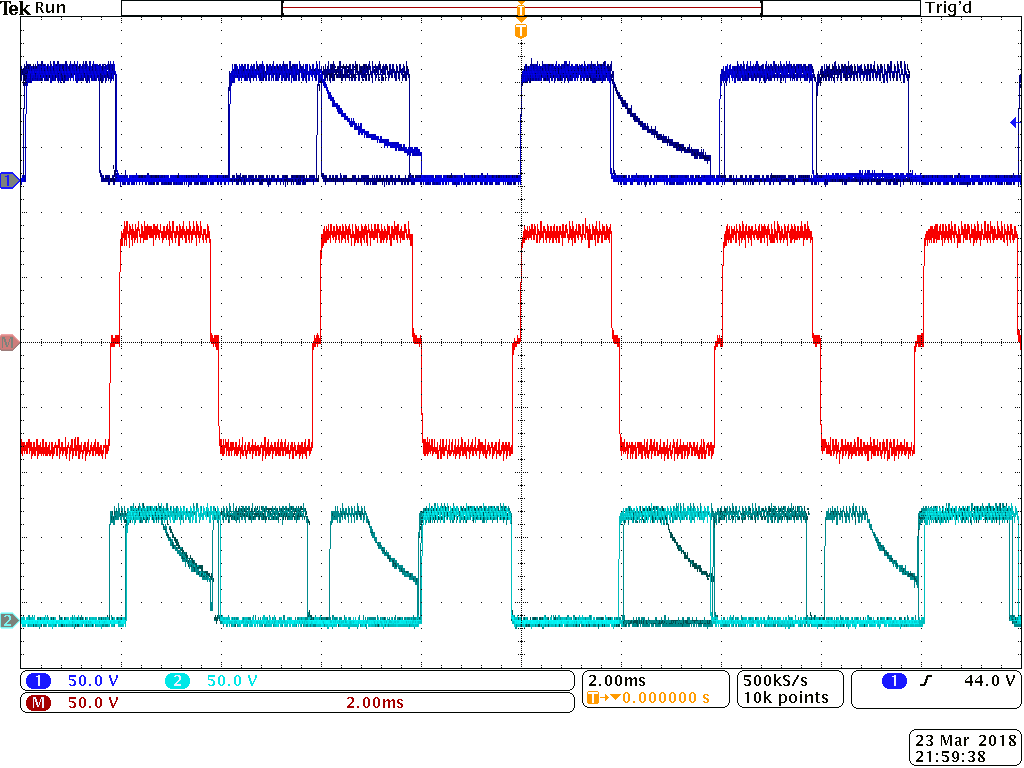 Tek Run Trig'd
T
T
1
M
2
1 50.0 V 2 50.0 V
M 50.0 V 2.00ms
2.00ms
T→▼0.000000 s
500kS/s
10k points
1 ƒ 44.0 V
23 Mar 2018
21:59:38